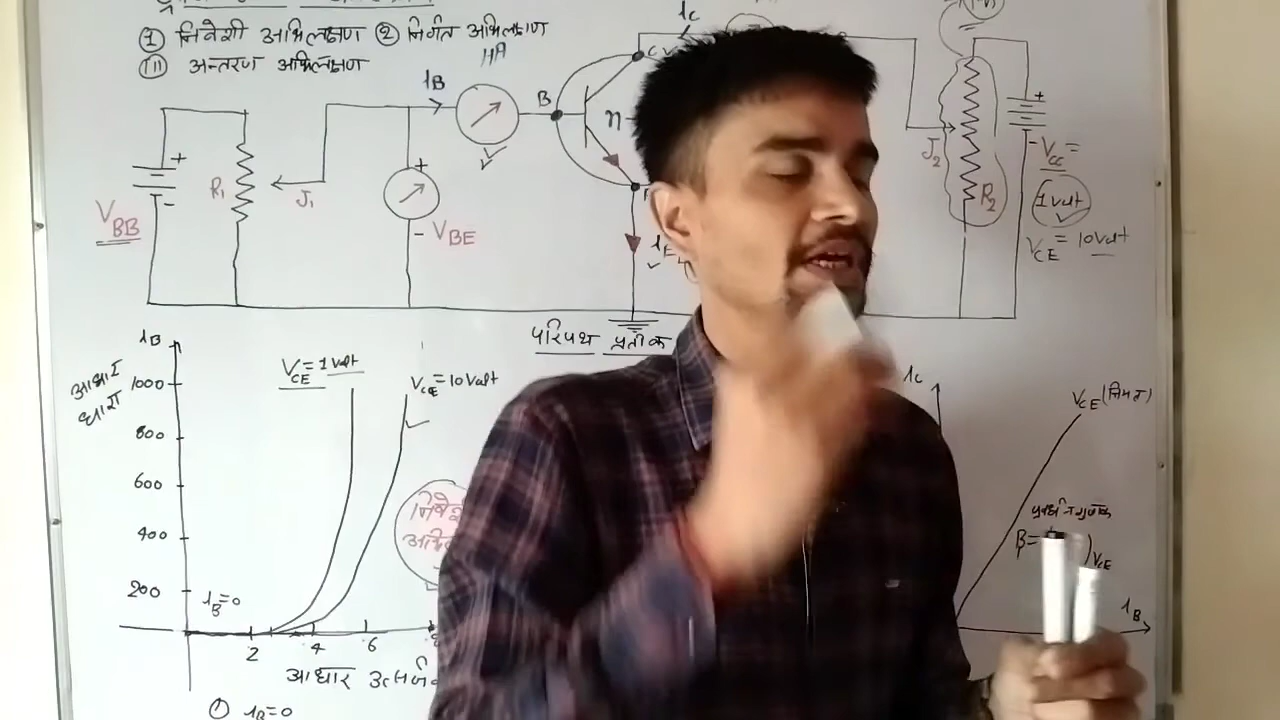 ① निवेशी अभिलक्षण ② निर्गत अभिलक्षण
(III) अन्तरण अभिलक्षण
μA
IB
B
C
IC
n
+
-
VBB
R1
J1
+
- VBE
IE
J2
R2
+
- VCC =
1 volt
VCE = 10 Volt
परिपथ प्रतीक
IB
आधार
धारा
1000
800
600
400
200
VCE = 1 volt
VCE = 10 Volt
IB = 0
2
.4
.6
निवेशी
आधार
① IB = 0
IC
VCE (नियत)
β =
)VCE
IB